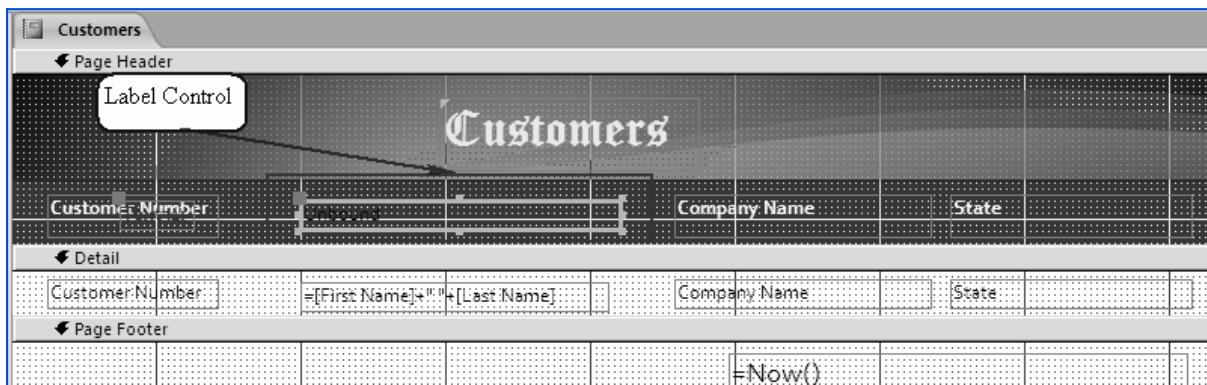 Customers
Page Header
Label Control
Customers
Customer Number Unbound Company Name State
Detail
Customer Number =[First Name]+" "+[Last Name] Company Name State
Page Footer
=Now()